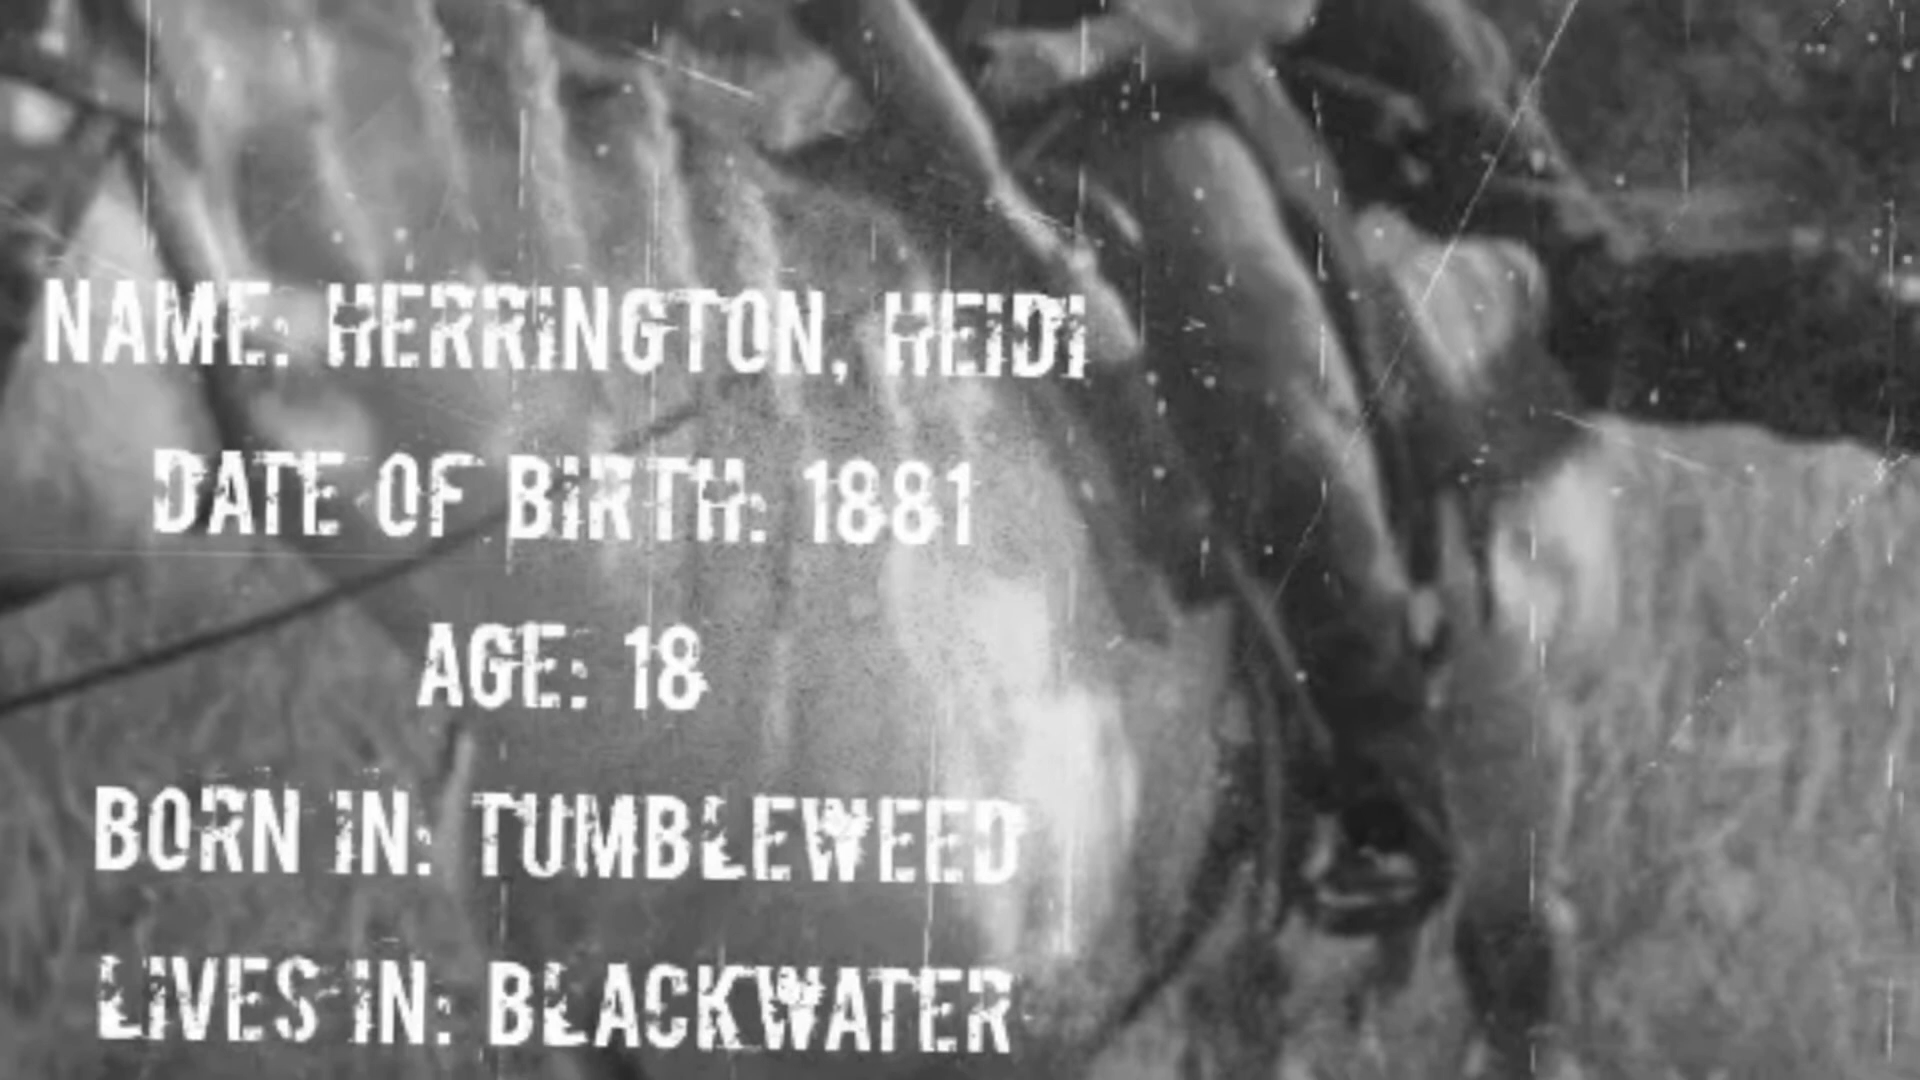 NAME: HERRINGTON, HEIDI
DATE OF BIRTH: 1881
AGE: 18
BORN IN: TUMBLEWEED
LIVES IN: BLACKWATER